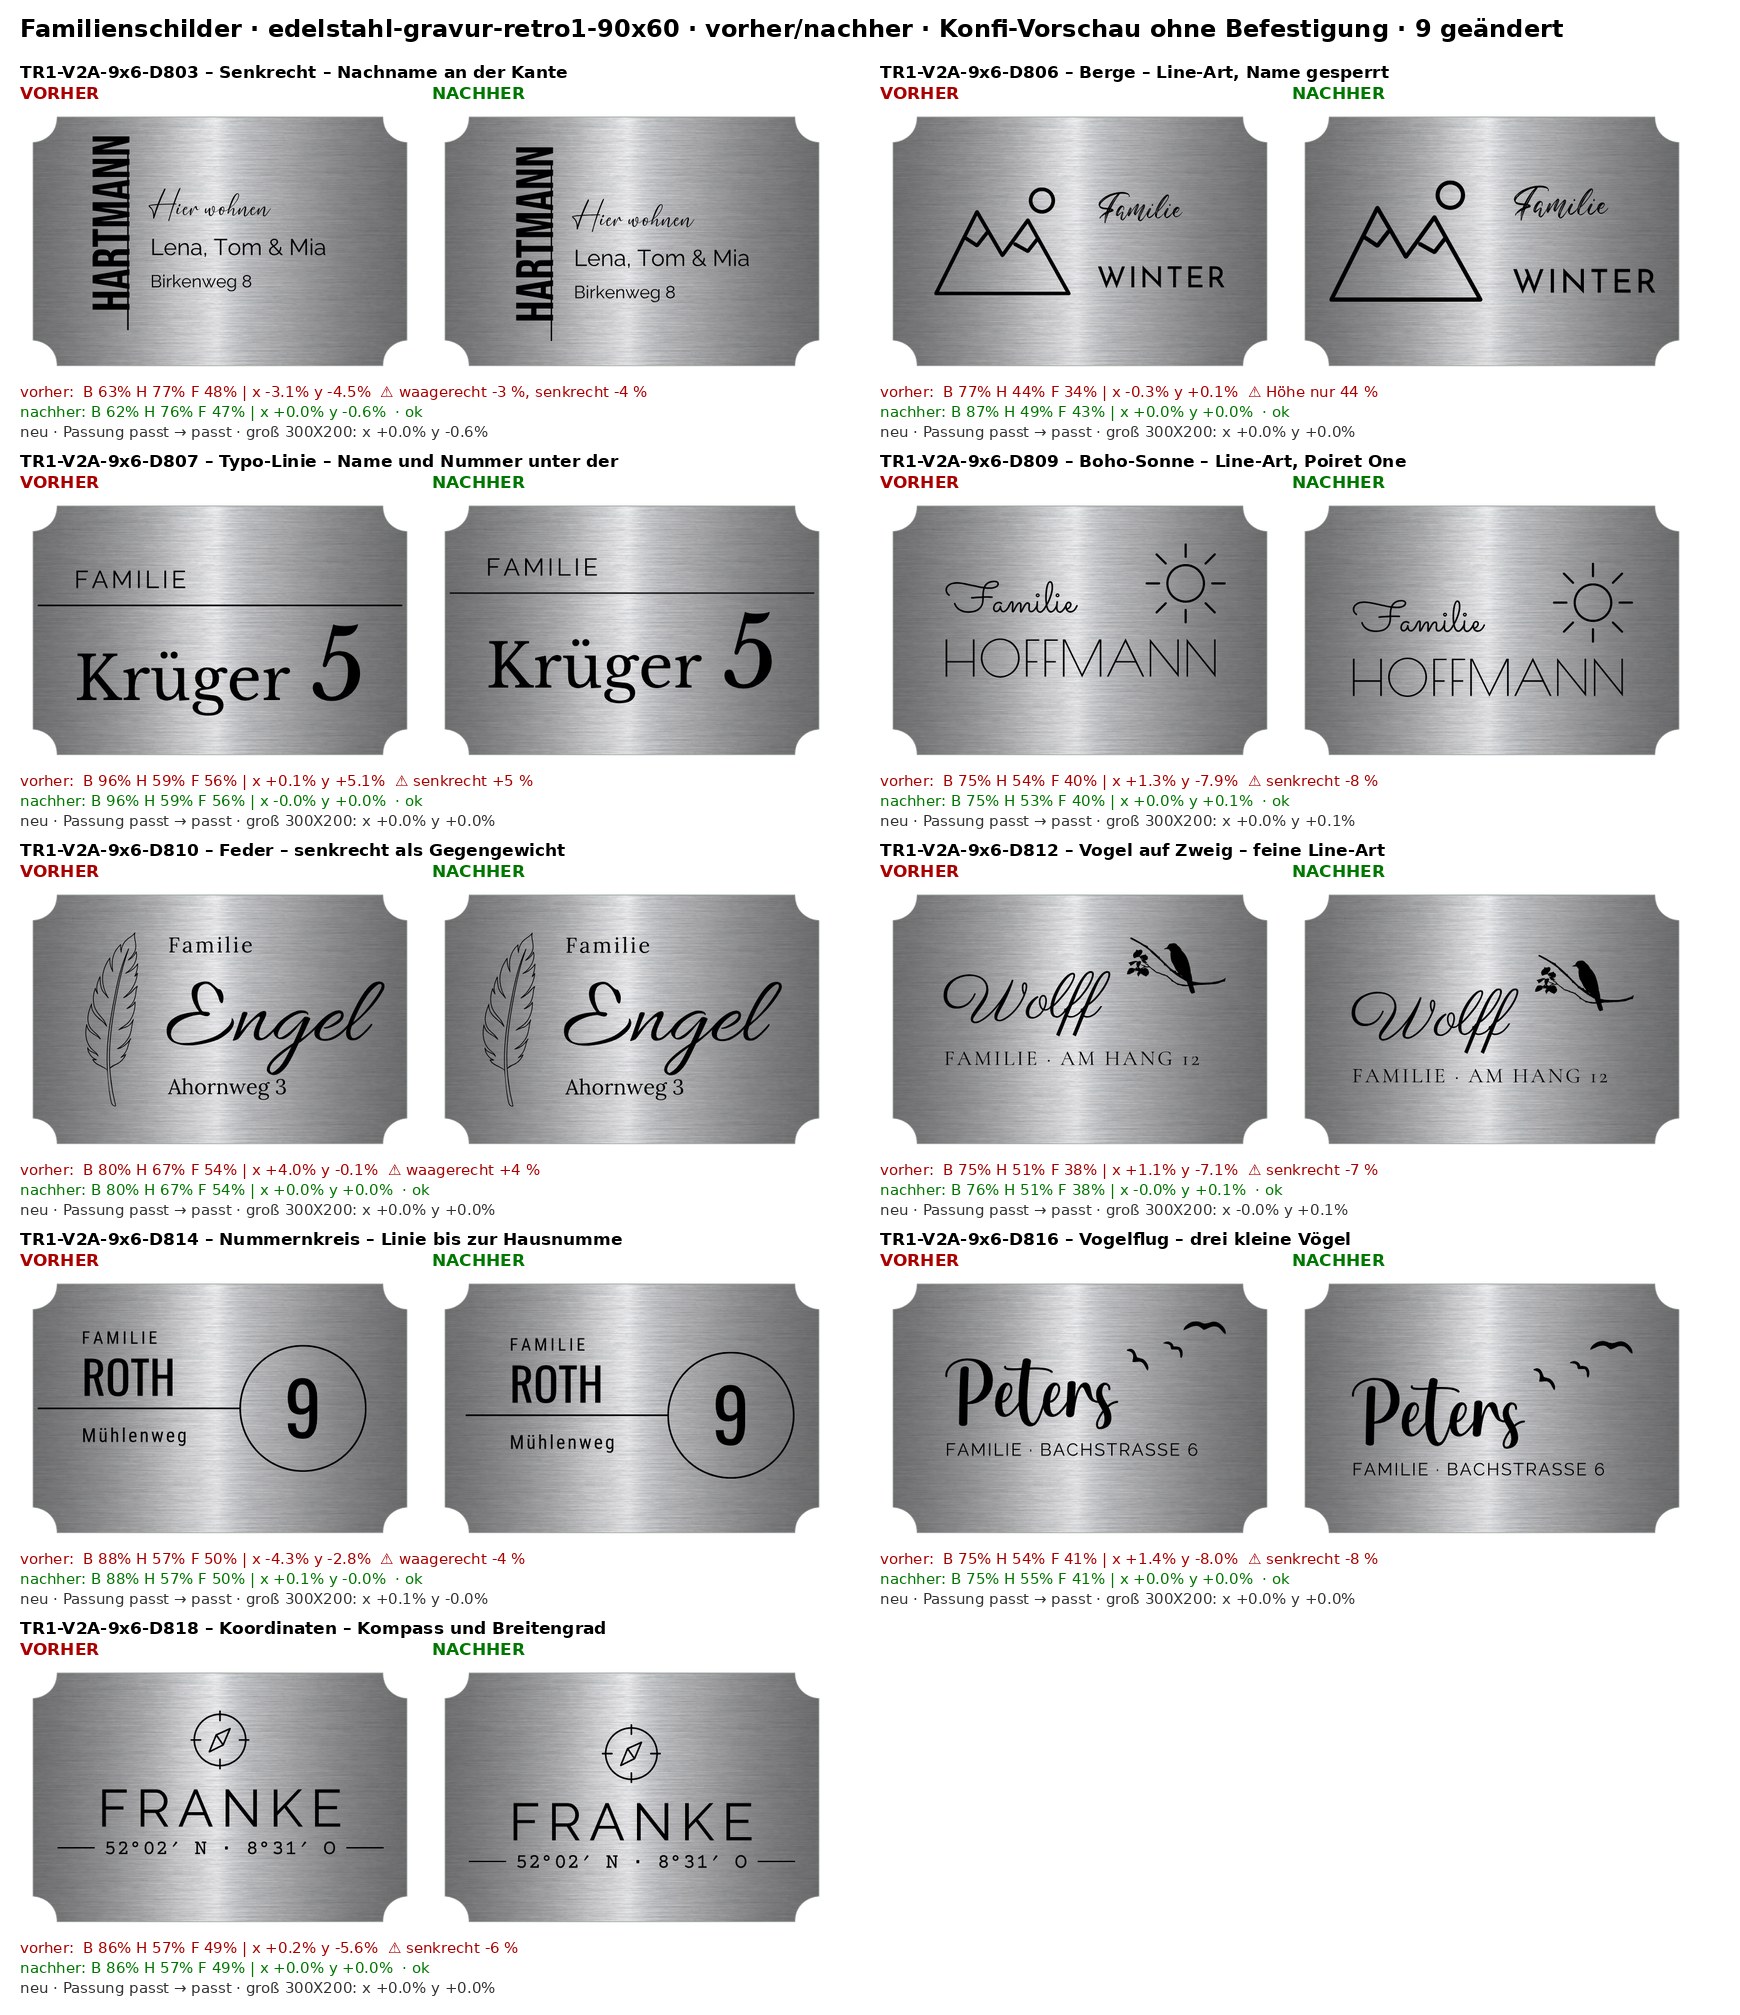 Familienschilder · edelstahl-gravur-retro1-90x60 · vorher/nachher · Konfi-Vorschau ohne Befestigung · 9 geändert
TR1-V2A-9x6-D803 – Senkrecht – Nachname an der Kante
VORHER
NACHHER
HARTMANN
Hier wohnen
Lena, Tom & Mia
Birkenweg 8
HARTMANN
Hier wohnen
Lena, Tom & Mia
Birkenweg 8
vorher: B 63% H 77% F 48% | x -3.1% y -4.5% ⚠ waagerecht -3 %, senkrecht -4 %
nachher: B 62% H 76% F 47% | x +0.0% y -0.6% · ok
neu · Passung passt → passt · groß 300X200: x +0.0% y -0.6%
TR1-V2A-9x6-D806 – Berge – Line-Art, Name gesperrt
VORHER
NACHHER
Familie
WINTER
Familie
WINTER
vorher: B 77% H 44% F 34% | x -0.3% y +0.1% ⚠ Höhe nur 44 %
nachher: B 87% H 49% F 43% | x +0.0% y +0.0% · ok
neu · Passung passt → passt · groß 300X200: x +0.0% y +0.0%
TR1-V2A-9x6-D807 – Typo-Linie – Name und Nummer unter der
VORHER
NACHHER
FAMILIE
Krüger 5
FAMILIE
Krüger 5
vorher: B 96% H 59% F 56% | x +0.1% y +5.1% ⚠ senkrecht +5 %
nachher: B 96% H 59% F 56% | x -0.0% y +0.0% · ok
neu · Passung passt → passt · groß 300X200: x +0.0% y +0.0%
TR1-V2A-9x6-D809 – Boho-Sonne – Line-Art, Poiret One
VORHER
NACHHER
Familie
HOFFMANN
Familie
HOFFMANN
vorher: B 75% H 54% F 40% | x +1.3% y -7.9% ⚠ senkrecht -8 %
nachher: B 75% H 53% F 40% | x +0.0% y +0.1% · ok
neu · Passung passt → passt · groß 300X200: x +0.0% y +0.1%
TR1-V2A-9x6-D810 – Feder – senkrecht als Gegengewicht
VORHER
NACHHER
Familie
Engel
Ahornweg 3
Familie
Engel
Ahornweg 3
vorher: B 80% H 67% F 54% | x +4.0% y -0.1% ⚠ waagerecht +4 %
nachher: B 80% H 67% F 54% | x +0.0% y +0.0% · ok
neu · Passung passt → passt · groß 300X200: x +0.0% y +0.0%
TR1-V2A-9x6-D812 – Vogel auf Zweig – feine Line-Art
VORHER
NACHHER
Wolff
FAMILIE · AM HANG 12
Wolff
FAMILIE · AM HANG 12
vorher: B 75% H 51% F 38% | x +1.1% y -7.1% ⚠ senkrecht -7 %
nachher: B 76% H 51% F 38% | x -0.0% y +0.1% · ok
neu · Passung passt → passt · groß 300X200: x -0.0% y +0.1%
TR1-V2A-9x6-D814 – Nummernkreis – Linie bis zur Hausnumme
VORHER
NACHHER
FAMILIE
ROTH
Mühlenweg
9
FAMILIE
ROTH
Mühlenweg
9
vorher: B 88% H 57% F 50% | x -4.3% y -2.8% ⚠ waagerecht -4 %
nachher: B 88% H 57% F 50% | x +0.1% y -0.0% · ok
neu · Passung passt → passt · groß 300X200: x +0.1% y -0.0%
TR1-V2A-9x6-D816 – Vogelflug – drei kleine Vögel
VORHER
NACHHER
Peters
FAMILIE · BACHSTRASSE 6
Peters
FAMILIE · BACHSTRASSE 6
vorher: B 75% H 54% F 41% | x +1.4% y -8.0% ⚠ senkrecht -8 %
nachher: B 75% H 55% F 41% | x +0.0% y +0.0% · ok
neu · Passung passt → passt · groß 300X200: x +0.0% y +0.0%
TR1-V2A-9x6-D818 – Koordinaten – Kompass und Breitengrad
VORHER
NACHHER
FRANKE
52°02′ N · 8°31′ O
FRANKE
52°02′ N · 8°31′ O
vorher: B 86% H 57% F 49% | x +0.2% y -5.6% ⚠ senkrecht -6 %
nachher: B 86% H 57% F 49% | x +0.0% y +0.0% · ok
neu · Passung passt → passt · groß 300X200: x +0.0% y +0.0%